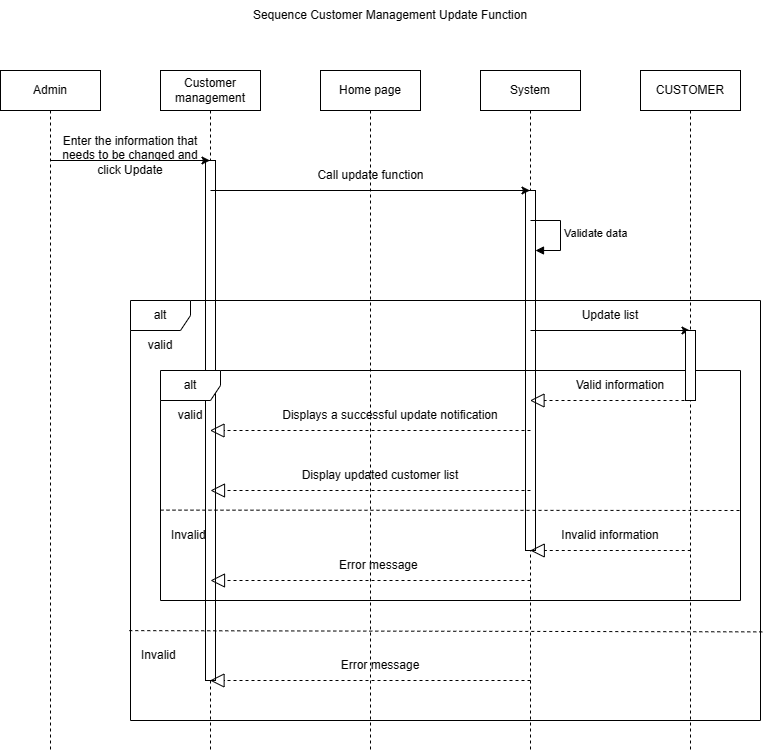 Sequence Customer Management Update Function
Admin
Customer
management
Home page
System
CUSTOMER
Enter the information that
needs to be changed and
click Update
Call update function
Validate data
alt
Update list
valid
alt
Valid information
valid
Displays a successful update notification
Display updated customer list
Invalid
Invalid information
Error message
Invalid
Error message